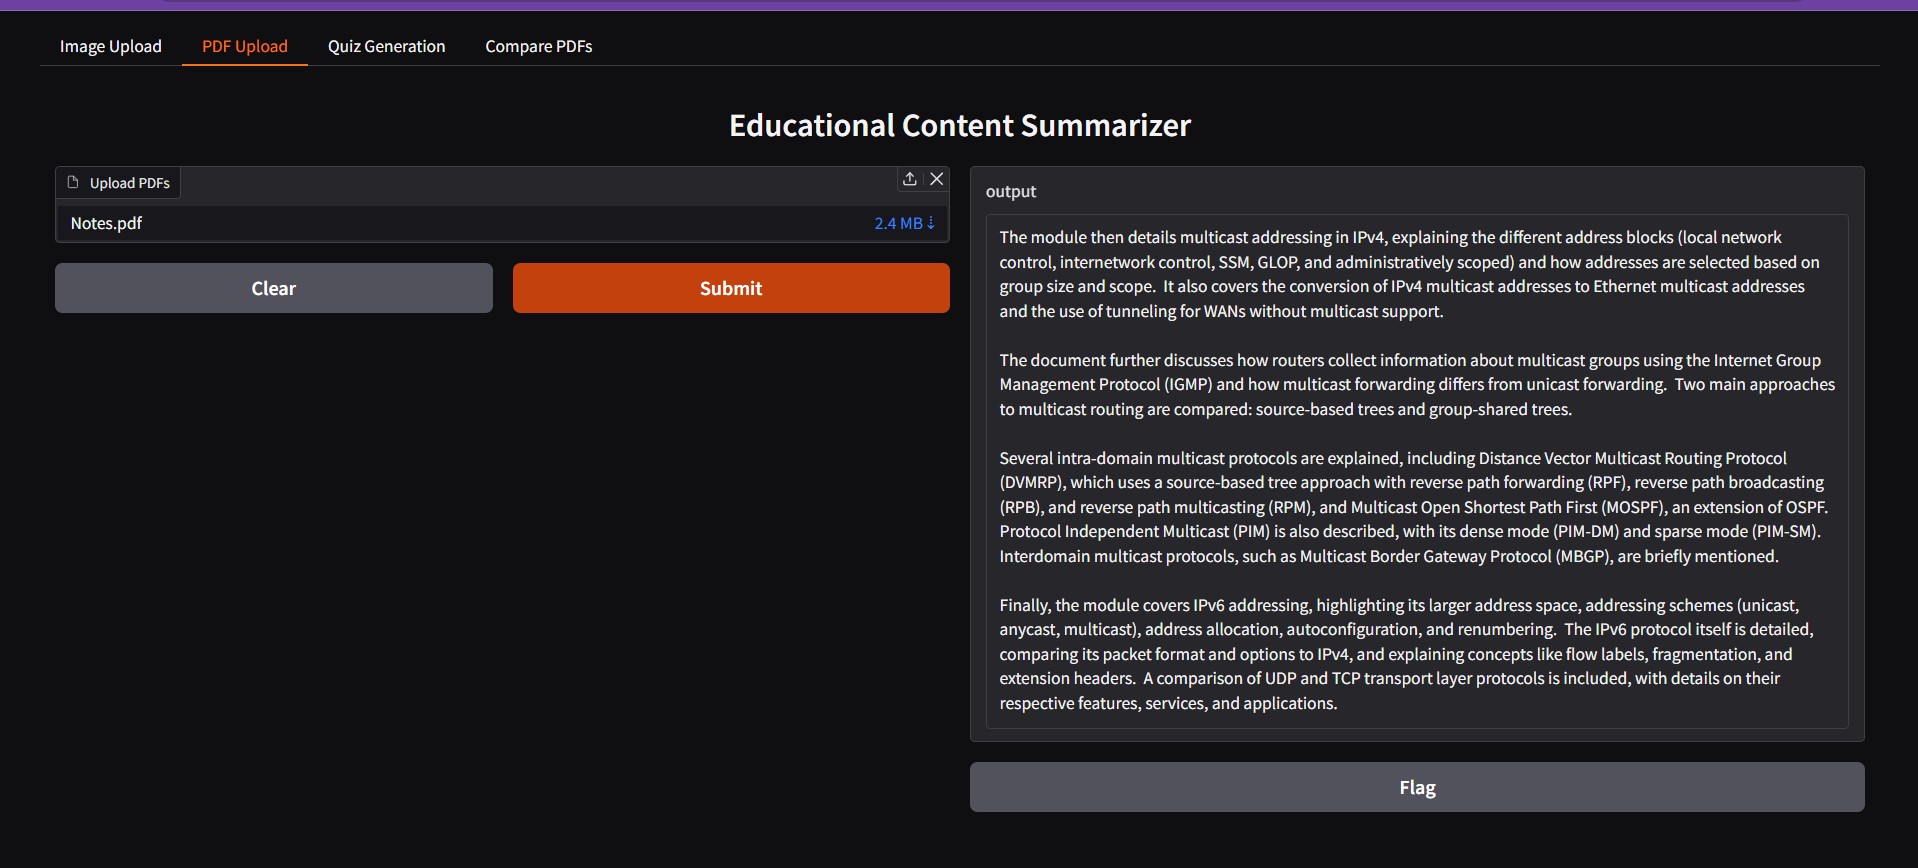 Image Upload
PDF Upload
Quiz Generation
Compare PDFs
Educational Content Summarizer
Upload PDFs
Notes.pdf
2.4 MB ⇣
Clear
Submit
output
The module then details multicast addressing in IPv4, explaining the different address blocks (local network
control, internetwork control, SSM, GLOP, and administratively scoped) and how addresses are selected based on
group size and scope.  It also covers the conversion of IPv4 multicast addresses to Ethernet multicast addresses
and the use of tunneling for WANs without multicast support.
The document further discusses how routers collect information about multicast groups using the Internet Group
Management Protocol (IGMP) and how multicast forwarding differs from unicast forwarding.  Two main approaches
to multicast routing are compared: source-based trees and group-shared trees.
Several intra-domain multicast protocols are explained, including Distance Vector Multicast Routing Protocol
(DVMRP), which uses a source-based tree approach with reverse path forwarding (RPF), reverse path broadcasting
(RPB), and reverse path multicasting (RPM), and Multicast Open Shortest Path First (MOSPF), an extension of OSPF.
Protocol Independent Multicast (PIM) is also described, with its dense mode (PIM-DM) and sparse mode (PIM-SM).
Interdomain multicast protocols, such as Multicast Border Gateway Protocol (MBGP), are briefly mentioned.
Finally, the module covers IPv6 addressing, highlighting its larger address space, addressing schemes (unicast,
anycast, multicast), address allocation, autoconfiguration, and renumbering.  The IPv6 protocol itself is detailed,
comparing its packet format and options to IPv4, and explaining concepts like flow labels, fragmentation, and
extension headers.  A comparison of UDP and TCP transport layer protocols is included, with details on their
respective features, services, and applications.
Flag